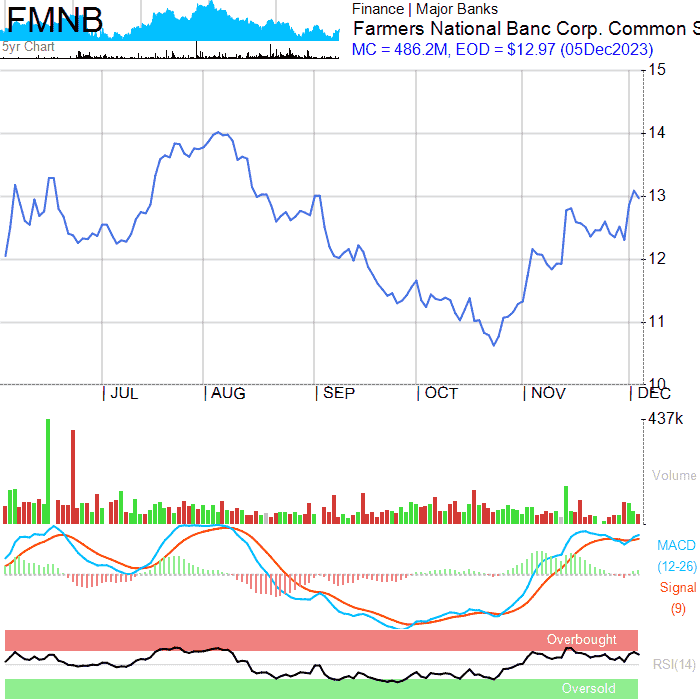 FMNB
5yr Chart
Finance | Major Banks
Farmers National Banc Corp. Common S
MC = 486.2M, EOD = $12.97 (05Dec2023)
15
14
13
12
11
10
JUL AUG SEP OCT NOV DEC
437k
Volume
MACD
(12-26)
Signal
(9)
Overbought
RSI(14)
Oversold